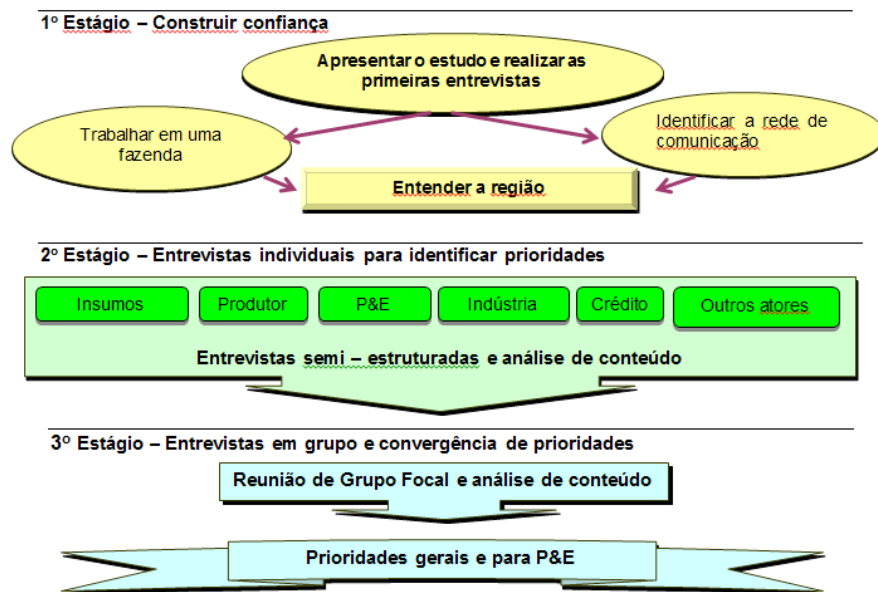 1º Estágio – Construir confiança
Apresentar o estudo e realizar as
primeiras entrevistas
Trabalhar em uma
fazenda
Identificar a rede de
comunicação
Entender a região
2º Estágio – Entrevistas individuais para identificar prioridades
Insumos
Produtor
P&E
Indústria
Crédito
Outros atores
Entrevistas semi – estruturadas e análise de conteúdo
3º Estágio – Entrevistas em grupo e convergência de prioridades
Reunião de Grupo Focal e análise de conteúdo
Prioridades gerais e para P&E